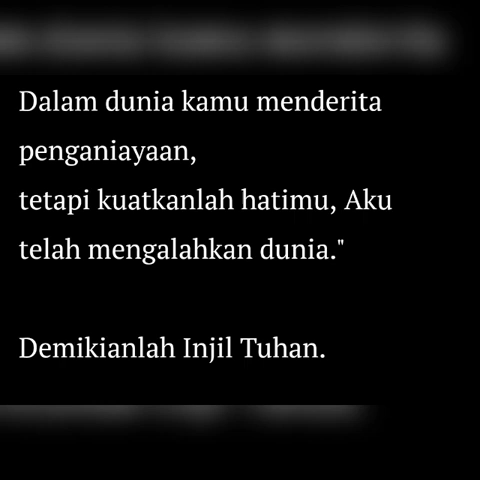 Dalam dunia kamu menderita
penganiayaan,
tetapi kuatkanlah hatimu, Aku
telah mengalahkan dunia."
Demikianlah Injil Tuhan.